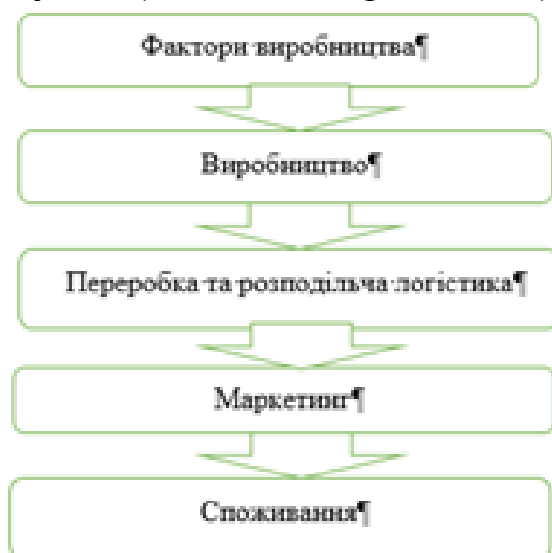 Фактори·виробництва¶
Виробництво¶
Переробка·та·розподільча·логістика¶
Маркетинг¶
Споживання¶